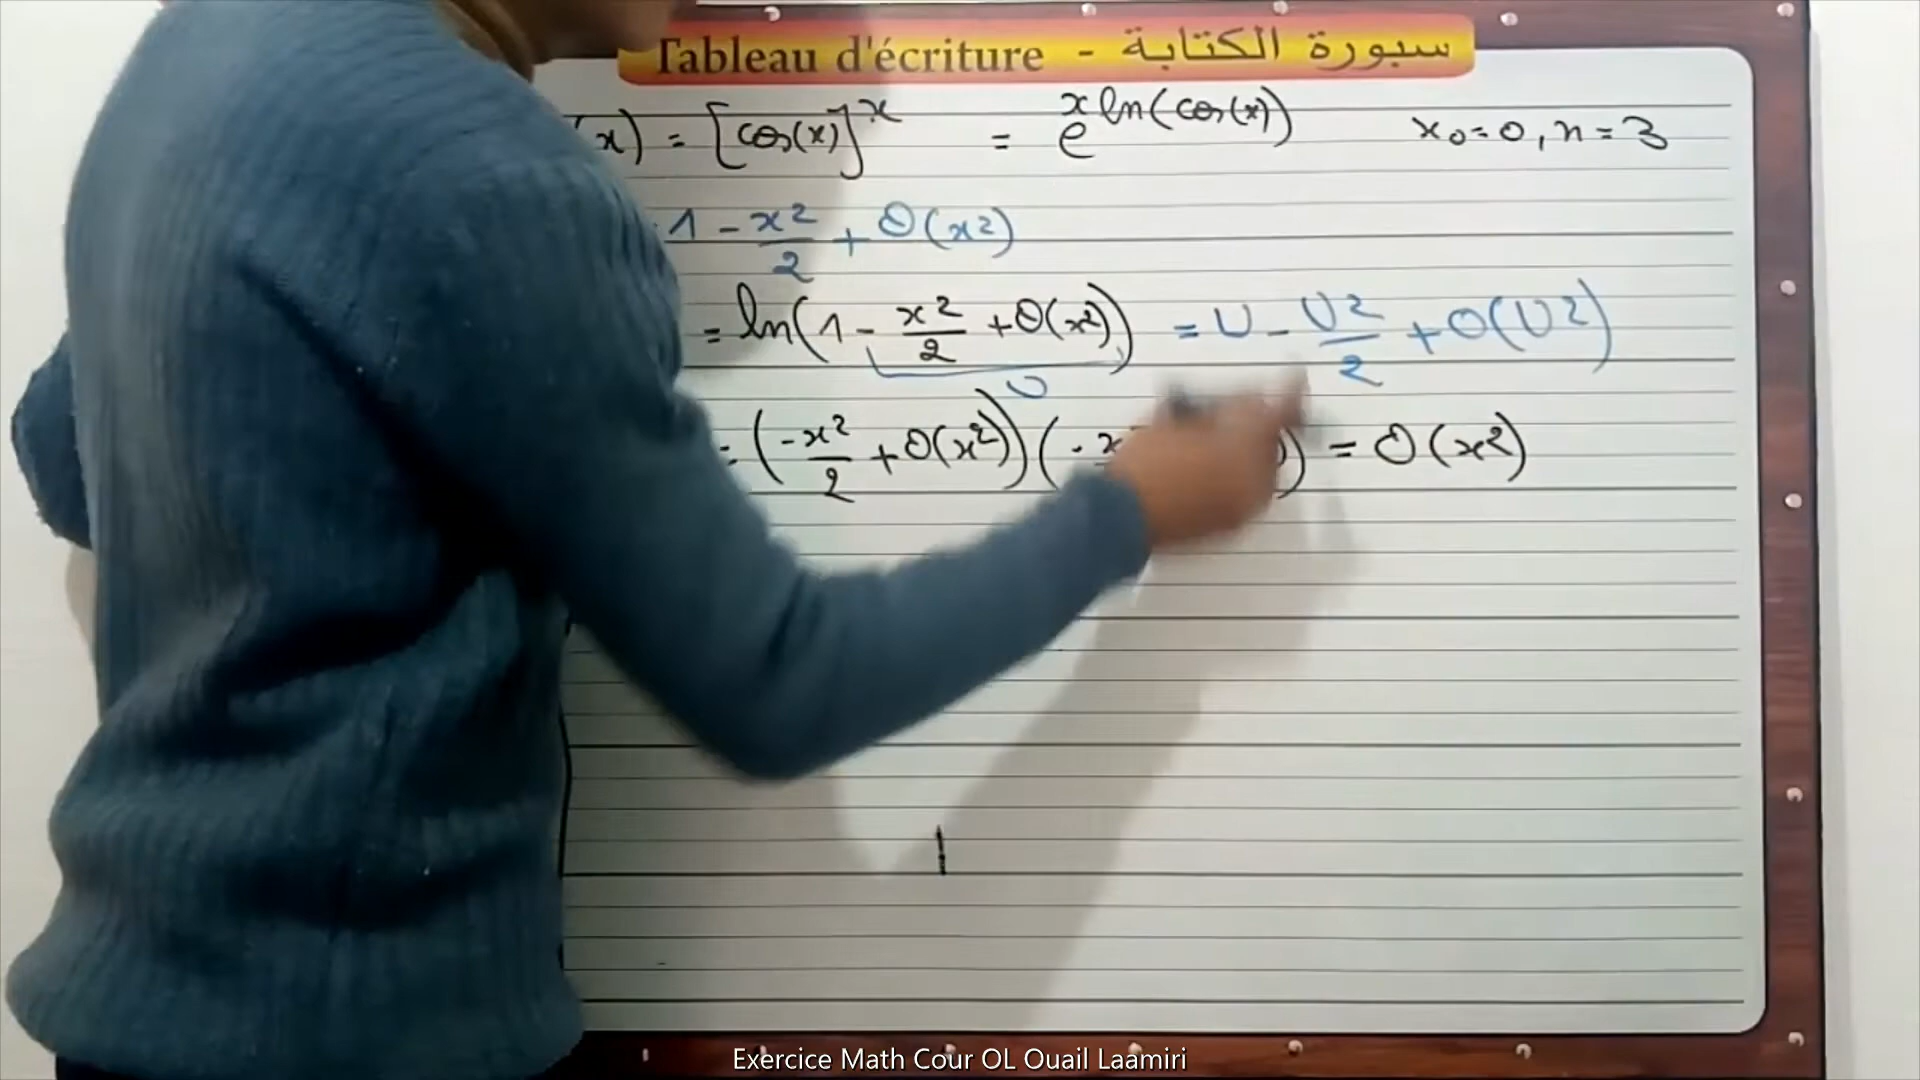 Tableau d'écriture - سبورة الكتابة
(x) = [cos(x)]^x = e^{x ln(cos(x))} x₀=0, n=3
1 - x²/2 + O(x²)
= ln(1 - x²/2 + O(x²)) = U - U²/2 + O(U²)
U
= (-x²/2 + O(x²))(-x ) = O(x²)
Exercice Math Cour OL Ouail Laamiri